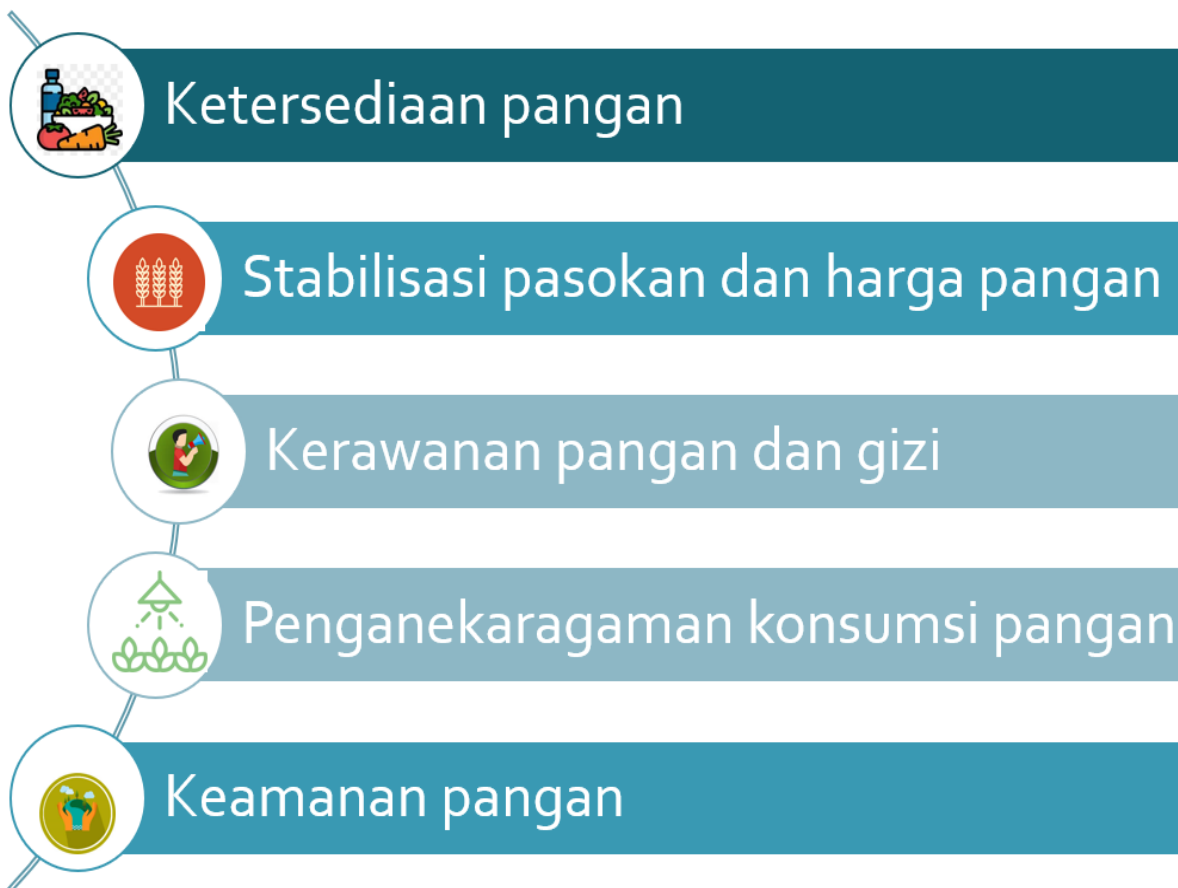 Ketersediaan pangan
Stabilisasi pasokan dan harga pangan
Kerawanan pangan dan gizi
Penganekaragaman konsumsi pangan
Keamanan pangan